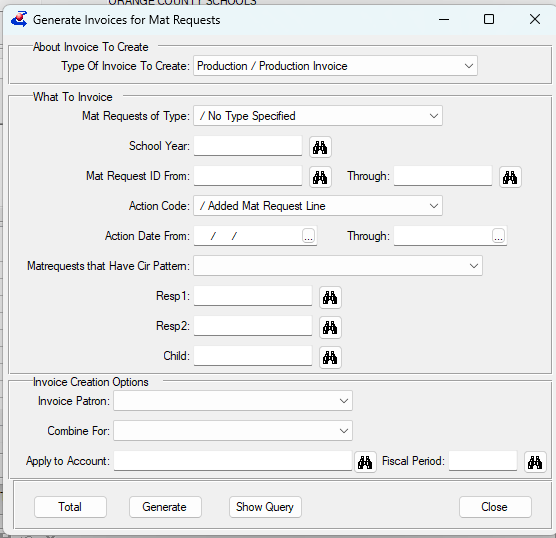 ORANGE COUNTY SCHOOLS
Generate Invoices for Mat Requests
About Invoice To Create
Type Of Invoice To Create: Production / Production Invoice
What To Invoice
Mat Requests of Type: / No Type Specified
School Year:
Mat Request ID From: Through:
Action Code: / Added Mat Request Line
Action Date From: / / ... Through: ...
Matrequests that Have Cir Pattern:
Resp1:
Resp2:
Child:
Invoice Creation Options
Invoice Patron:
Combine For:
Apply to Account: Fiscal Period:
Total Generate Show Query Close